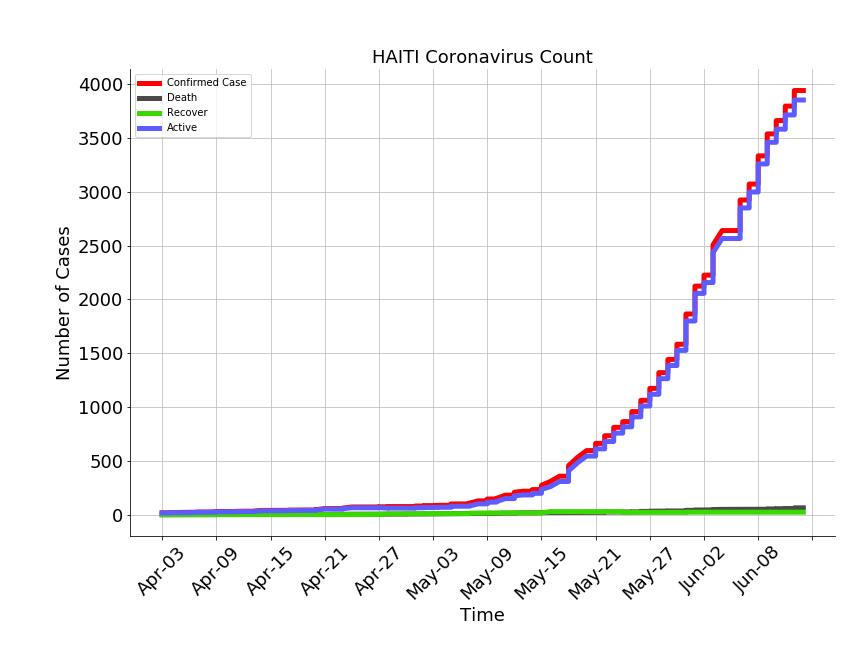 HAITI Coronavirus Count
Confirmed Case
Death
Recover
Active
Number of Cases
4000
3500
3000
2500
2000
1500
1000
500
0
Apr-03
Apr-09
Apr-15
Apr-21
Apr-27
May-03
May-09
May-15
May-21
May-27
Jun-02
Jun-08
Time